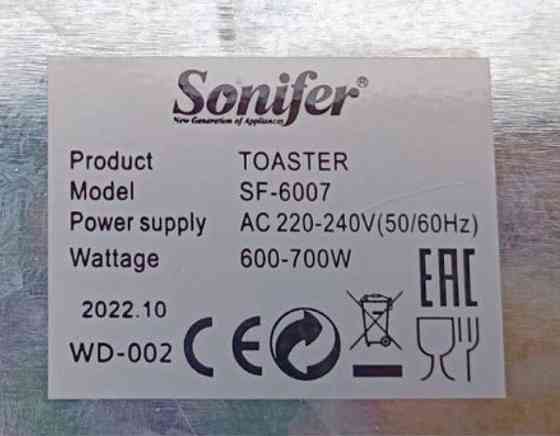 Sonifer®
New Generation of Appliances
Product TOASTER
Model SF-6007
Power supply AC 220-240V(50/60Hz)
Wattage 600-700W
EAC
2022.10
WD-002 CE